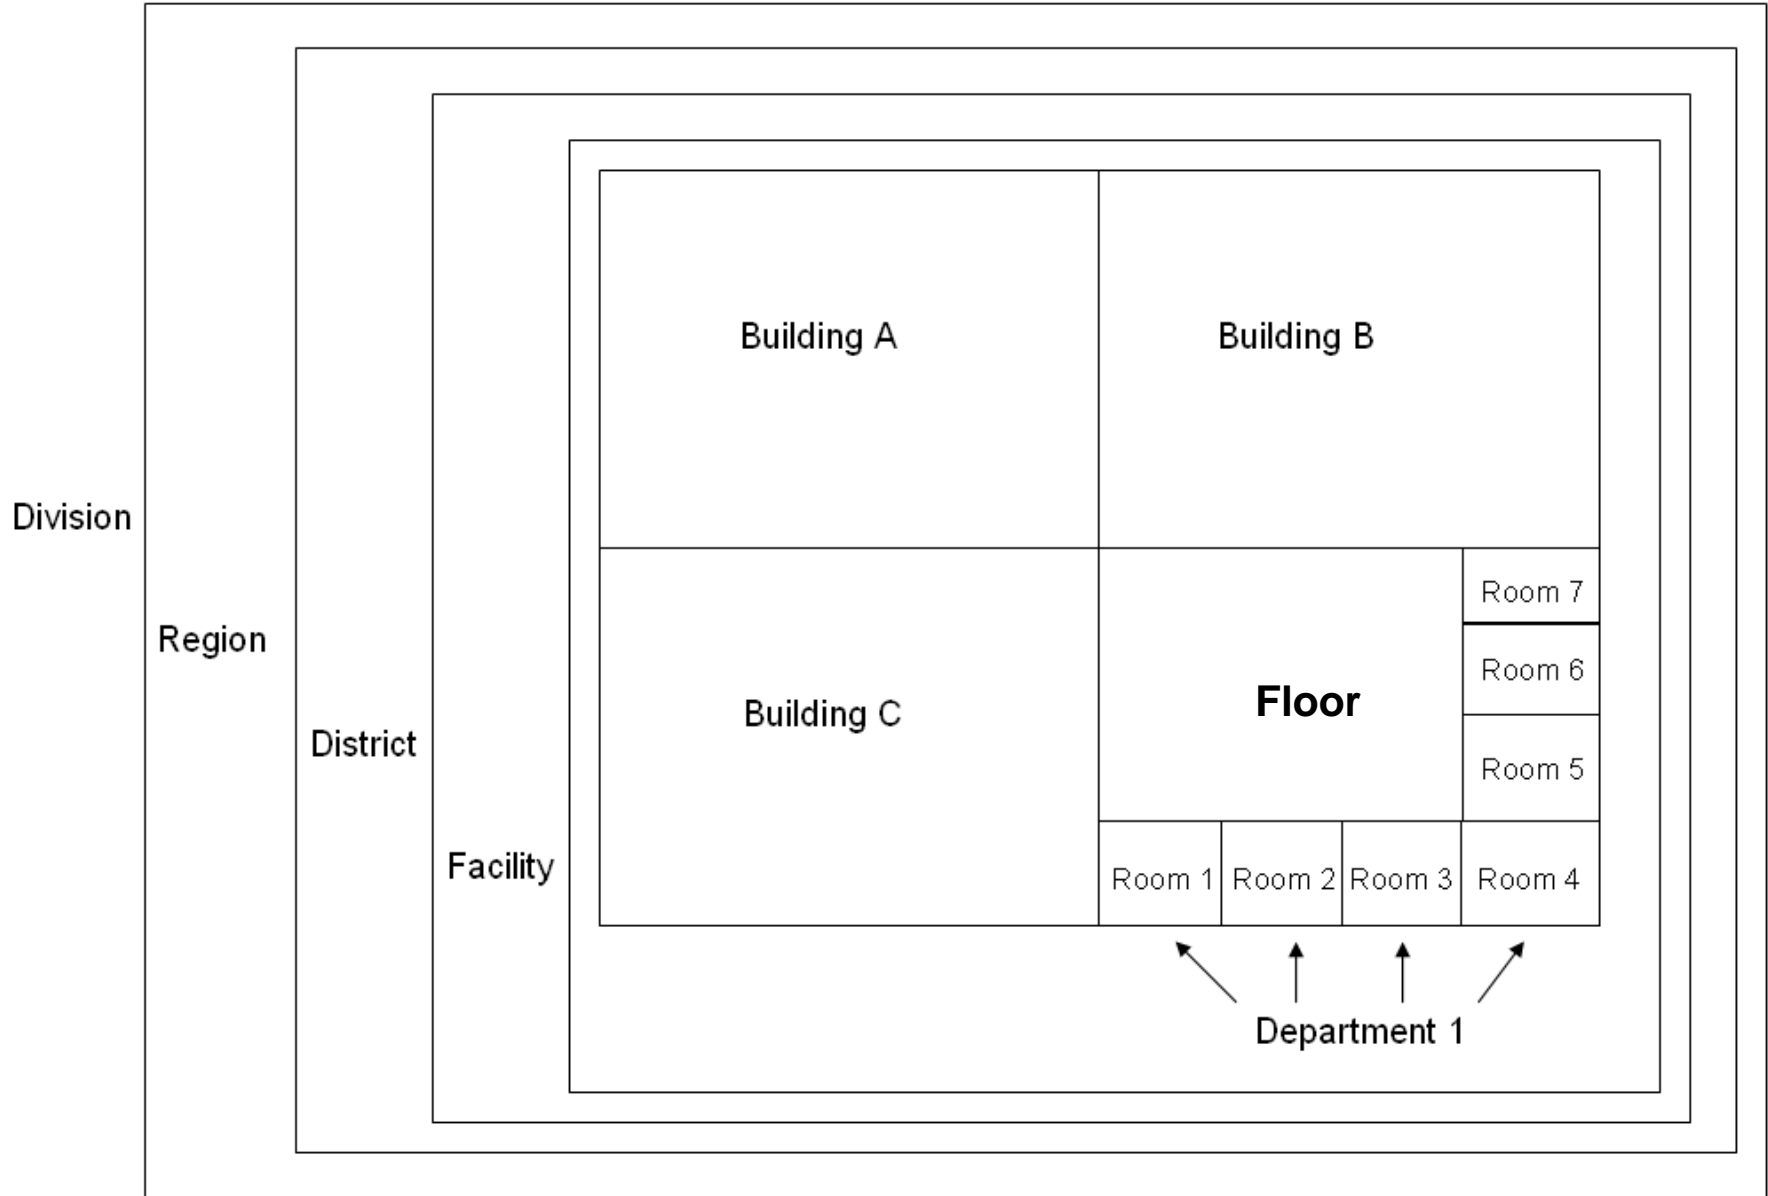 Building A
Building B
Division
Room 7
Region
Room 6
Floor
Building C
District
Room 5
Facility
Room 1
Room 2
Room 3
Room 4
Department 1